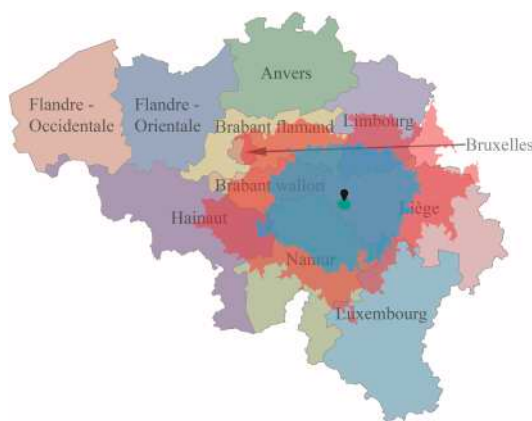 Anvers
Flandre -
Occidentale
Flandre -
Orientale
Brabant flamand
Limbourg
Bruxelles
Brabant wallon
Hainaut
Liège
Namur
Luxembourg